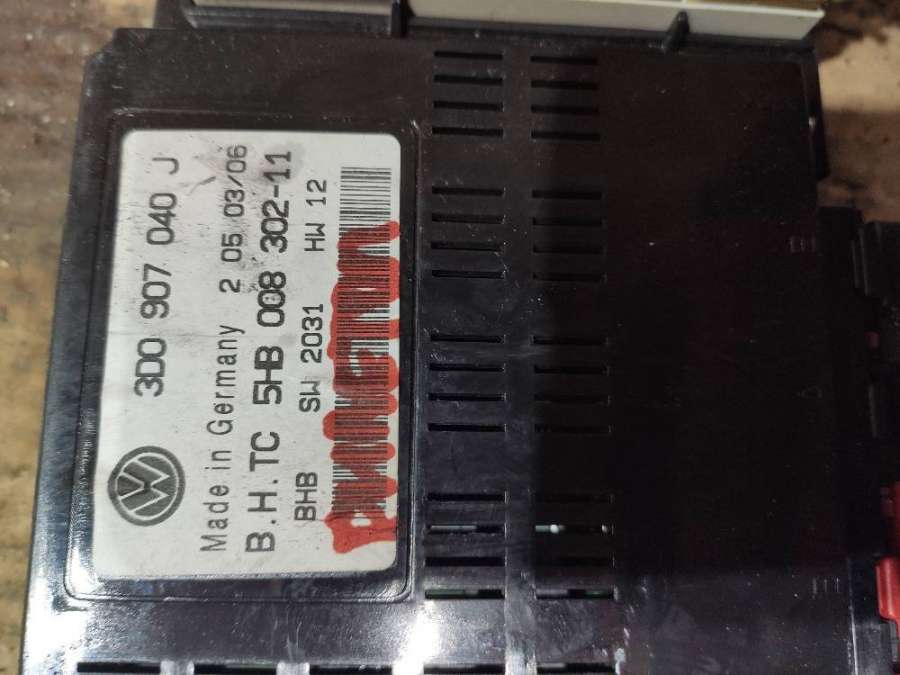 3D0 907 040 J
Made in Germany 2 05 03/06
B.H.TC 5HB 008 302-11
BHB SW 2031 HW 12